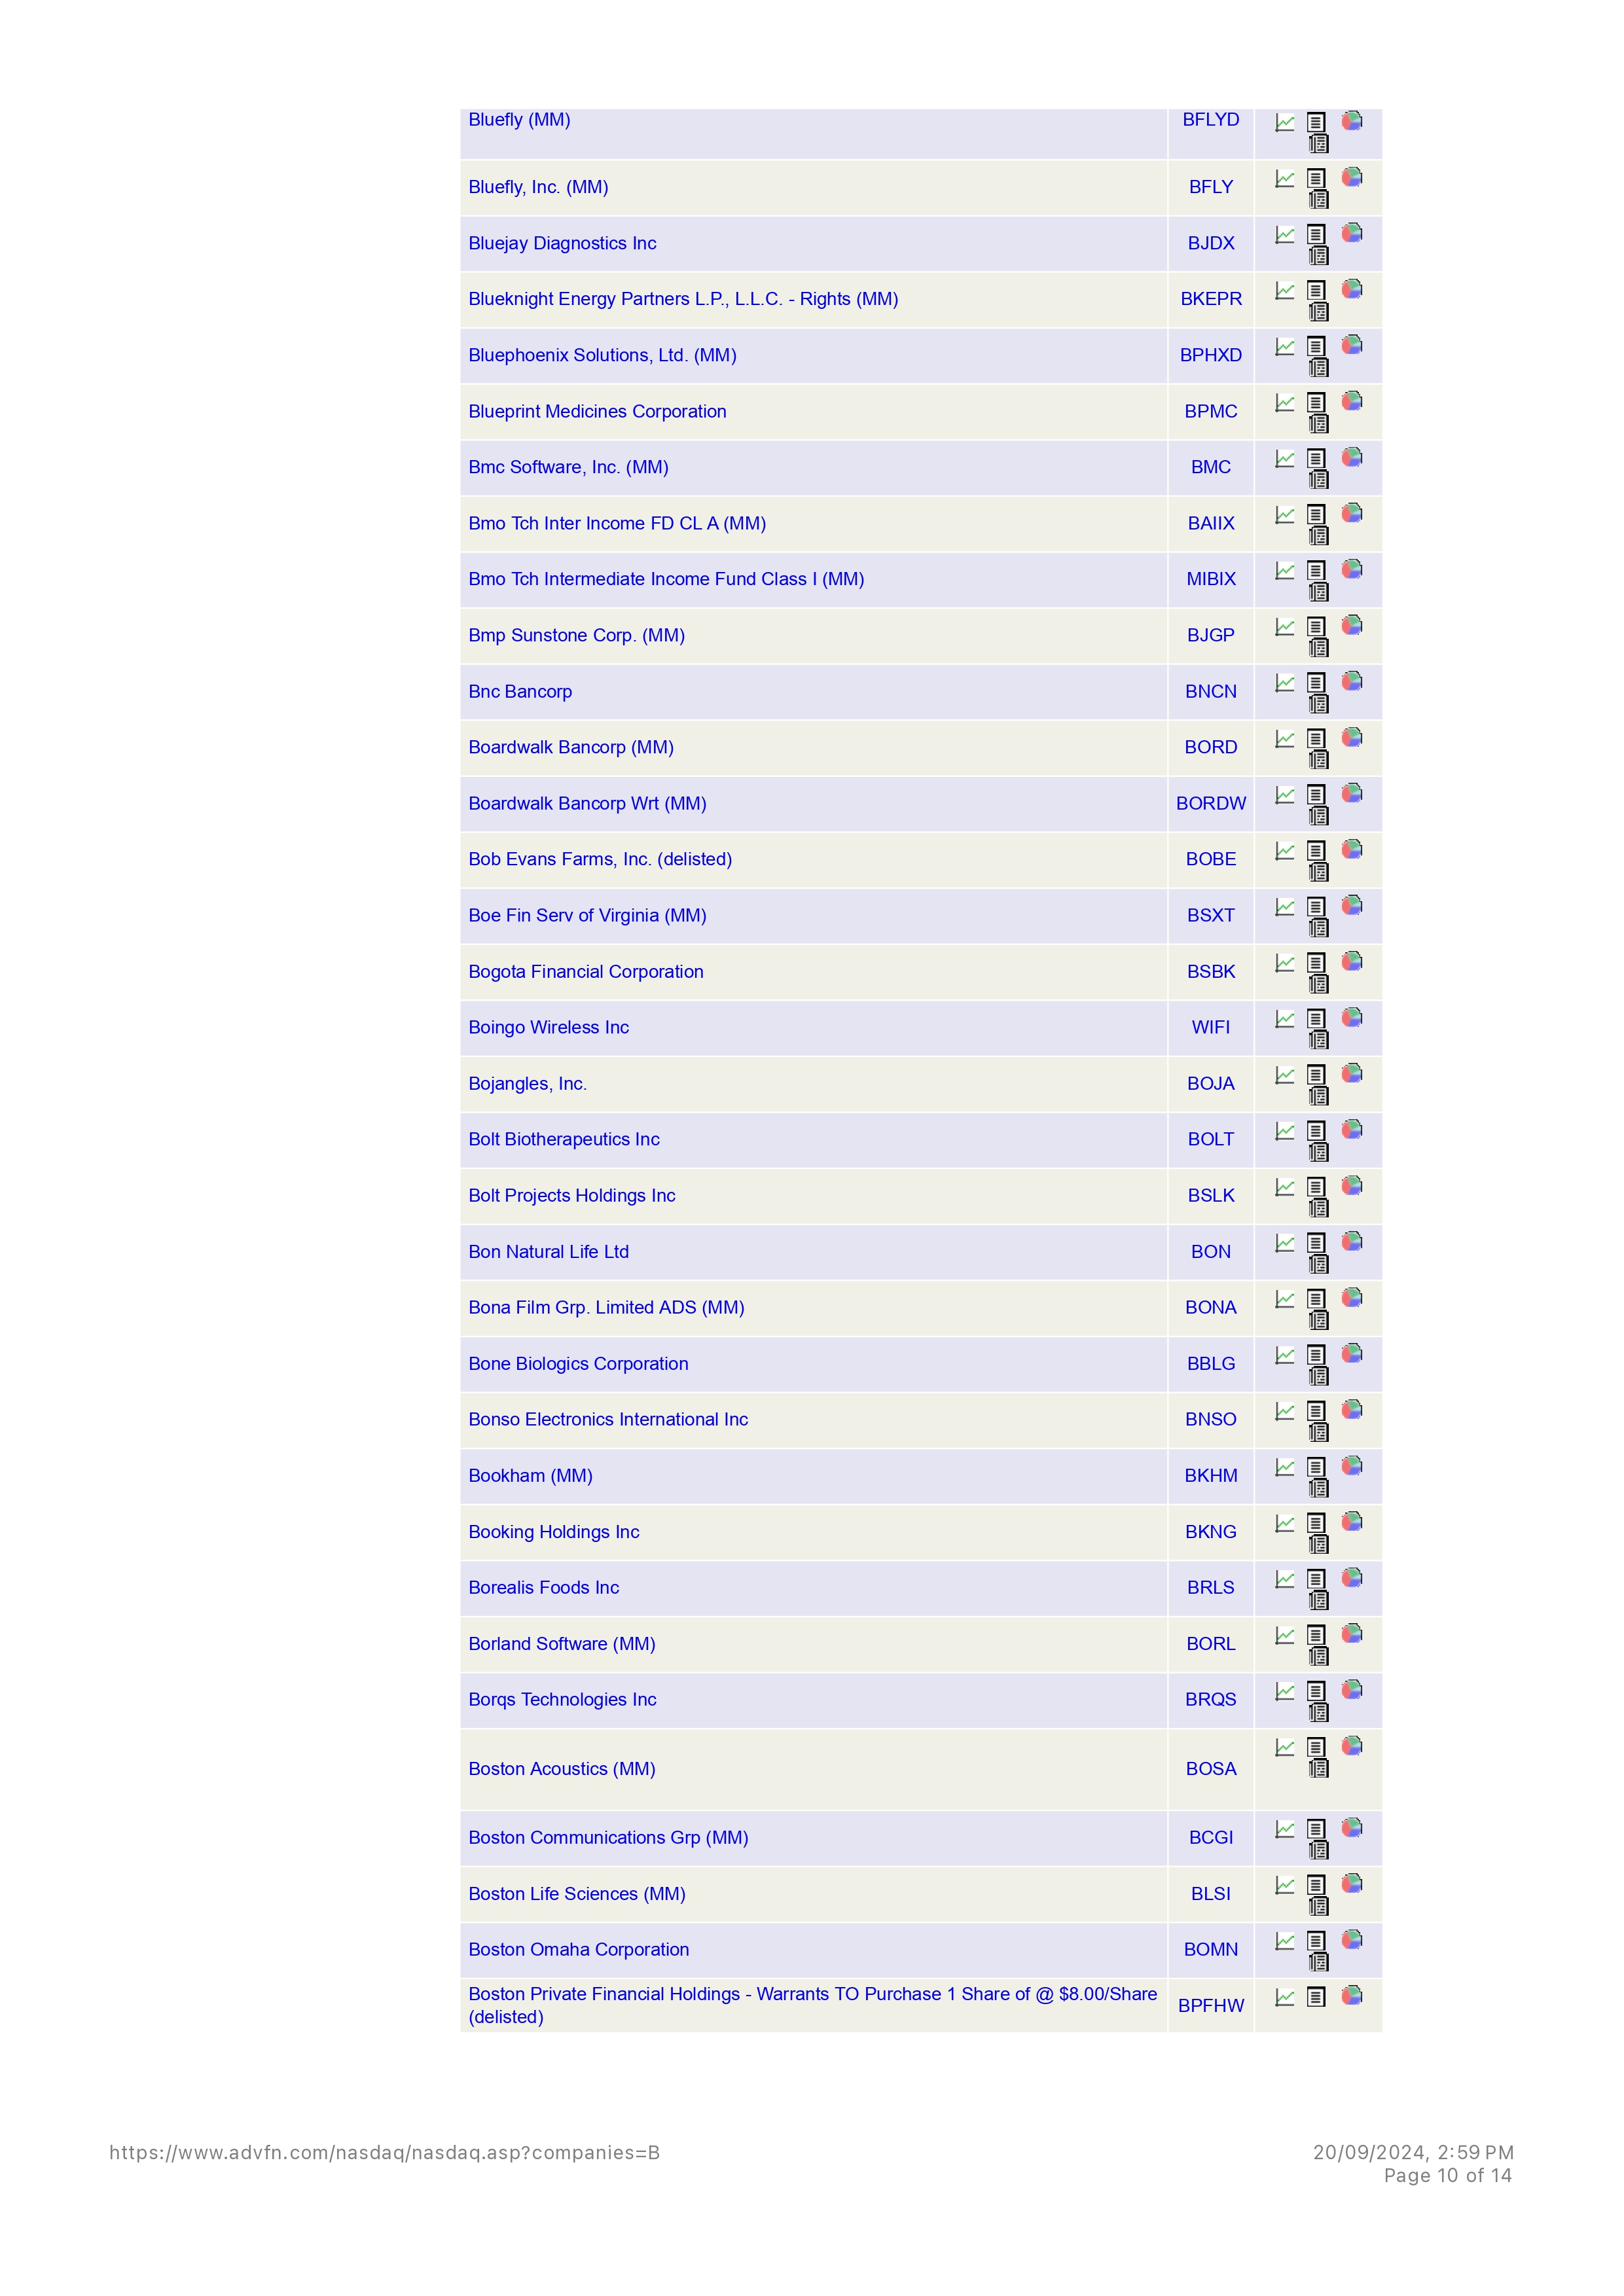 Bluefly (MM) BFLYD
Bluefly, Inc. (MM) BFLY
Bluejay Diagnostics Inc BJDX
Blueknight Energy Partners L.P., L.L.C. - Rights (MM) BKEPR
Bluephoenix Solutions, Ltd. (MM) BPHXD
Blueprint Medicines Corporation BPMC
Bmc Software, Inc. (MM) BMC
Bmo Tch Inter Income FD CL A (MM) BAIIX
Bmo Tch Intermediate Income Fund Class I (MM) MIBIX
Bmp Sunstone Corp. (MM) BJGP
Bnc Bancorp BNCN
Boardwalk Bancorp (MM) BORD
Boardwalk Bancorp Wrt (MM) BORDW
Bob Evans Farms, Inc. (delisted) BOBE
Boe Fin Serv of Virginia (MM) BSXT
Bogota Financial Corporation BSBK
Boingo Wireless Inc WIFI
Bojangles, Inc. BOJA
Bolt Biotherapeutics Inc BOLT
Bolt Projects Holdings Inc BSLK
Bon Natural Life Ltd BON
Bona Film Grp. Limited ADS (MM) BONA
Bone Biologics Corporation BBLG
Bonso Electronics International Inc BNSO
Bookham (MM) BKHM
Booking Holdings Inc BKNG
Borealis Foods Inc BRLS
Borland Software (MM) BORL
Borqs Technologies Inc BRQS
Boston Acoustics (MM) BOSA
Boston Communications Grp (MM) BCGI
Boston Life Sciences (MM) BLSI
Boston Omaha Corporation BOMN
Boston Private Financial Holdings - Warrants TO Purchase 1 Share of @ $8.00/Share
(delisted) BPFHW
https://www.advfn.com/nasdaq/nasdaq.asp?companies=B 20/09/2024, 2:59 PM
Page 10 of 14